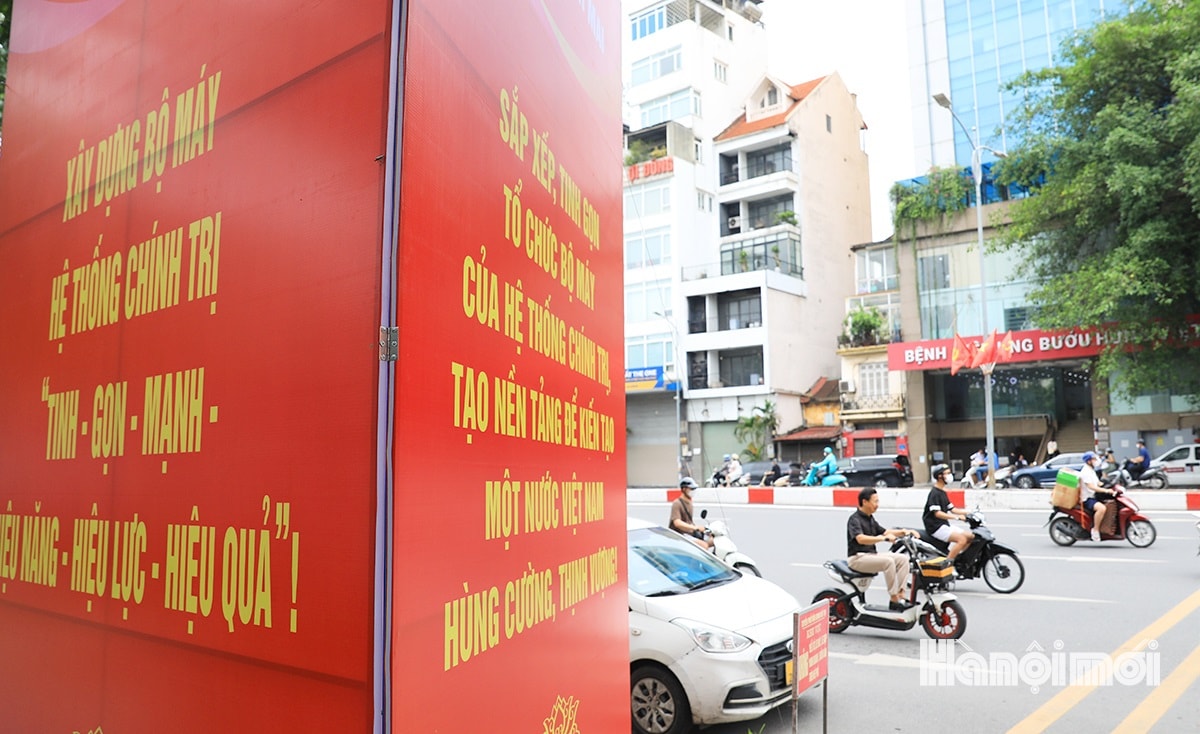 XÂY DỰNG BỘ MÁY
HỆ THỐNG CHÍNH TRỊ
“TINH - GỌN - MẠNH -
NĂNG - HIỆU LỰC - HIỆU QUẢ”!
SẮP XẾP, TINH GỌN
TỔ CHỨC BỘ MÁY
CỦA HỆ THỐNG CHÍNH TRỊ,
TẠO NỀN TẢNG ĐỂ KIẾN TẠO
MỘT NƯỚC VIỆT NAM
HÙNG CƯỜNG, THỊNH VƯỢNG!
BỆNH
BƯỚU
Hànộimới